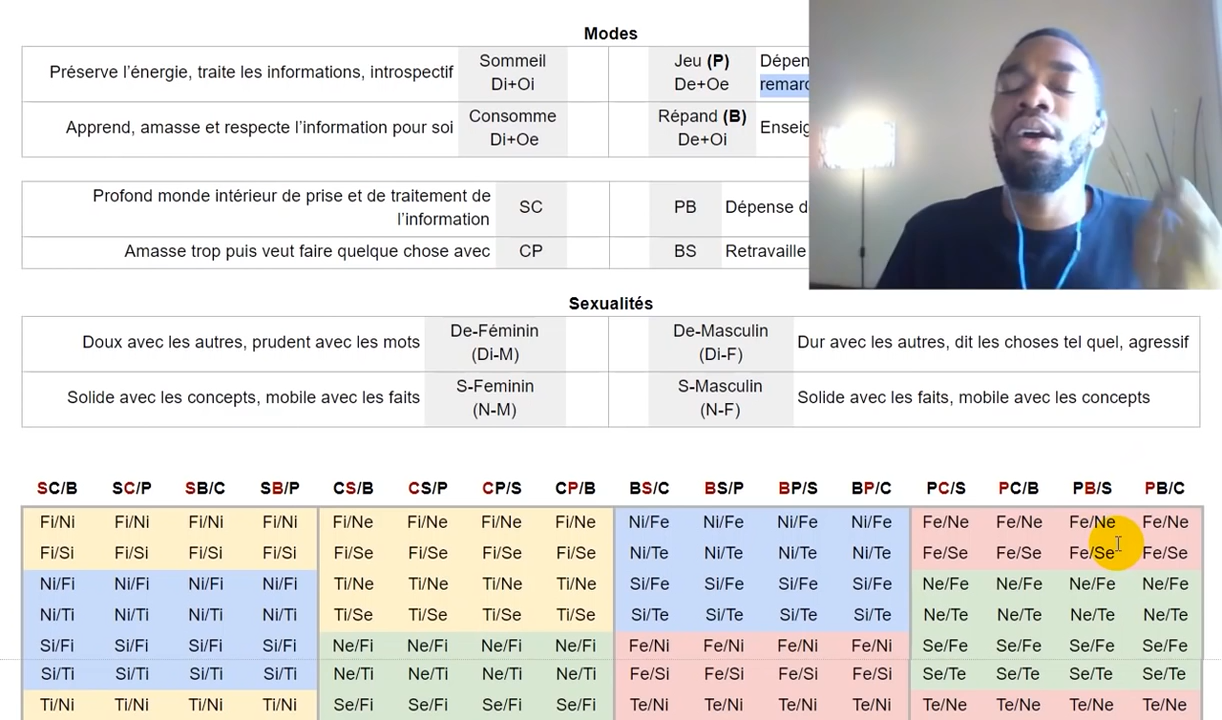 Modes
Préserve l'énergie, traite les informations, introspectif Sommeil Di+Oi Jeu (P) De+Oe
Apprend, amasse et respecte l'information pour soi Consomme Di+Oe Répand (B) De+Oi
Profond monde intérieur de prise et de traitement de
l'information SC PB
Amasse trop puis veut faire quelque chose avec CP BS Retravaille
Sexualités
Doux avec les autres, prudent avec les mots De-Féminin (Di-M) De-Masculin (Di-F) Dur avec les autres, dit les choses tel quel, agressif
Solide avec les concepts, mobile avec les faits S-Feminin (N-M) S-Masculin (N-F) Solide avec les faits, mobile avec les concepts
SC/B SC/P SB/C SB/P CS/B CS/P CP/S CP/B BS/C BS/P BP/S BP/C PC/S PC/B PB/S PB/C
Fi/Ni Fi/Ni Fi/Ni Fi/Ni Fi/Ne Fi/Ne Fi/Ne Fi/Ne Ni/Fe Ni/Fe Ni/Fe Ni/Fe Fe/Ne Fe/Ne Fe/Ne Fe/Ne
Fi/Si Fi/Si Fi/Si Fi/Si Fi/Se Fi/Se Fi/Se Fi/Se Ni/Te Ni/Te Ni/Te Ni/Te Fe/Se Fe/Se Fe/Se Fe/Se
Ni/Fi Ni/Fi Ni/Fi Ni/Fi Ti/Ne Ti/Ne Ti/Ne Ti/Ne Si/Fe Si/Fe Si/Fe Si/Fe Ne/Fe Ne/Fe Ne/Fe Ne/Fe
Ni/Ti Ni/Ti Ni/Ti Ni/Ti Ti/Se Ti/Se Ti/Se Ti/Se Si/Te Si/Te Si/Te Si/Te Ne/Te Ne/Te Ne/Te Ne/Te
Si/Fi Si/Fi Si/Fi Si/Fi Ne/Fi Ne/Fi Ne/Fi Ne/Fi Fe/Ni Fe/Ni Fe/Ni Fe/Ni Se/Fe Se/Fe Se/Fe Se/Fe
Si/Ti Si/Ti Si/Ti Si/Ti Ne/Ti Ne/Ti Ne/Ti Ne/Ti Fe/Si Fe/Si Fe/Si Fe/Si Se/Te Se/Te Se/Te Se/Te
Ti/Ni Ti/Ni Ti/Ni Ti/Ni Se/Fi Se/Fi Se/Fi Se/Fi Te/Ni Te/Ni Te/Ni Te/Ni Te/Ne Te/Ne Te/Ne Te/Ne